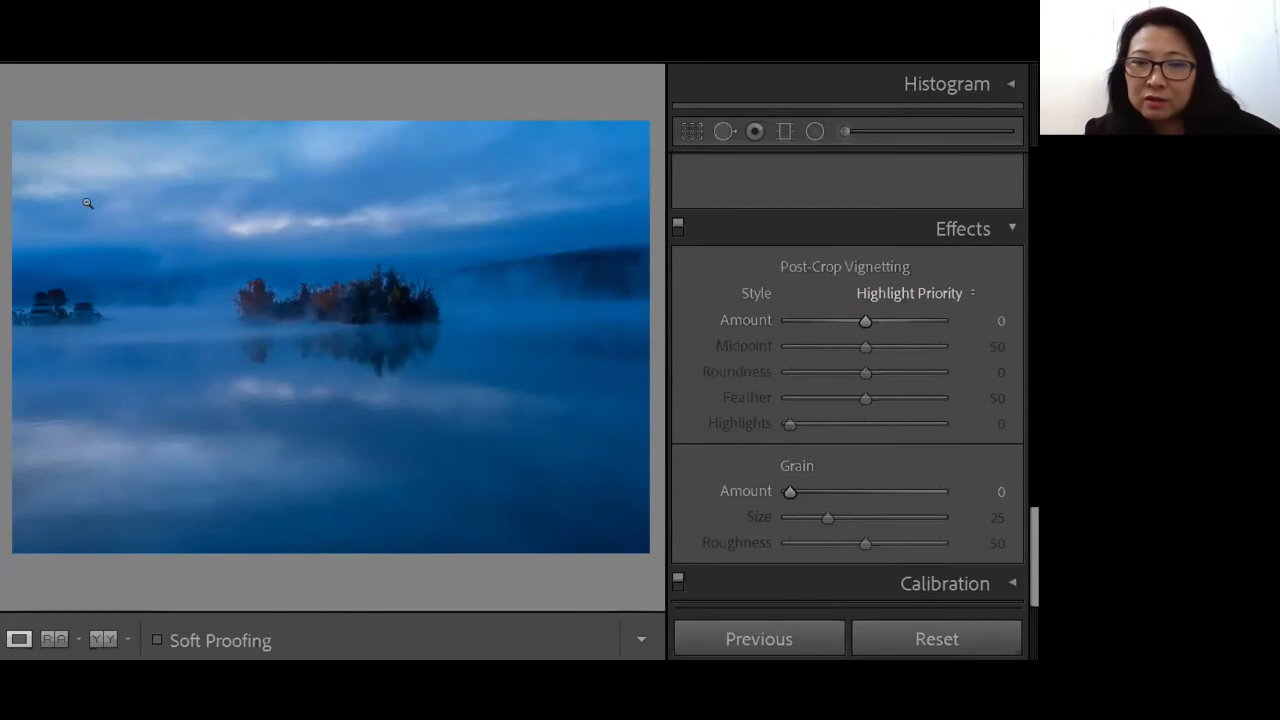 Histogram
Effects
Post-Crop Vignetting
Style Highlight Priority
Amount 0
Midpoint 50
Roundness 0
Feather 50
Highlights 0
Grain
Amount 0
Size 25
Roughness 50
Calibration
Previous Reset
R A Y Y Soft Proofing